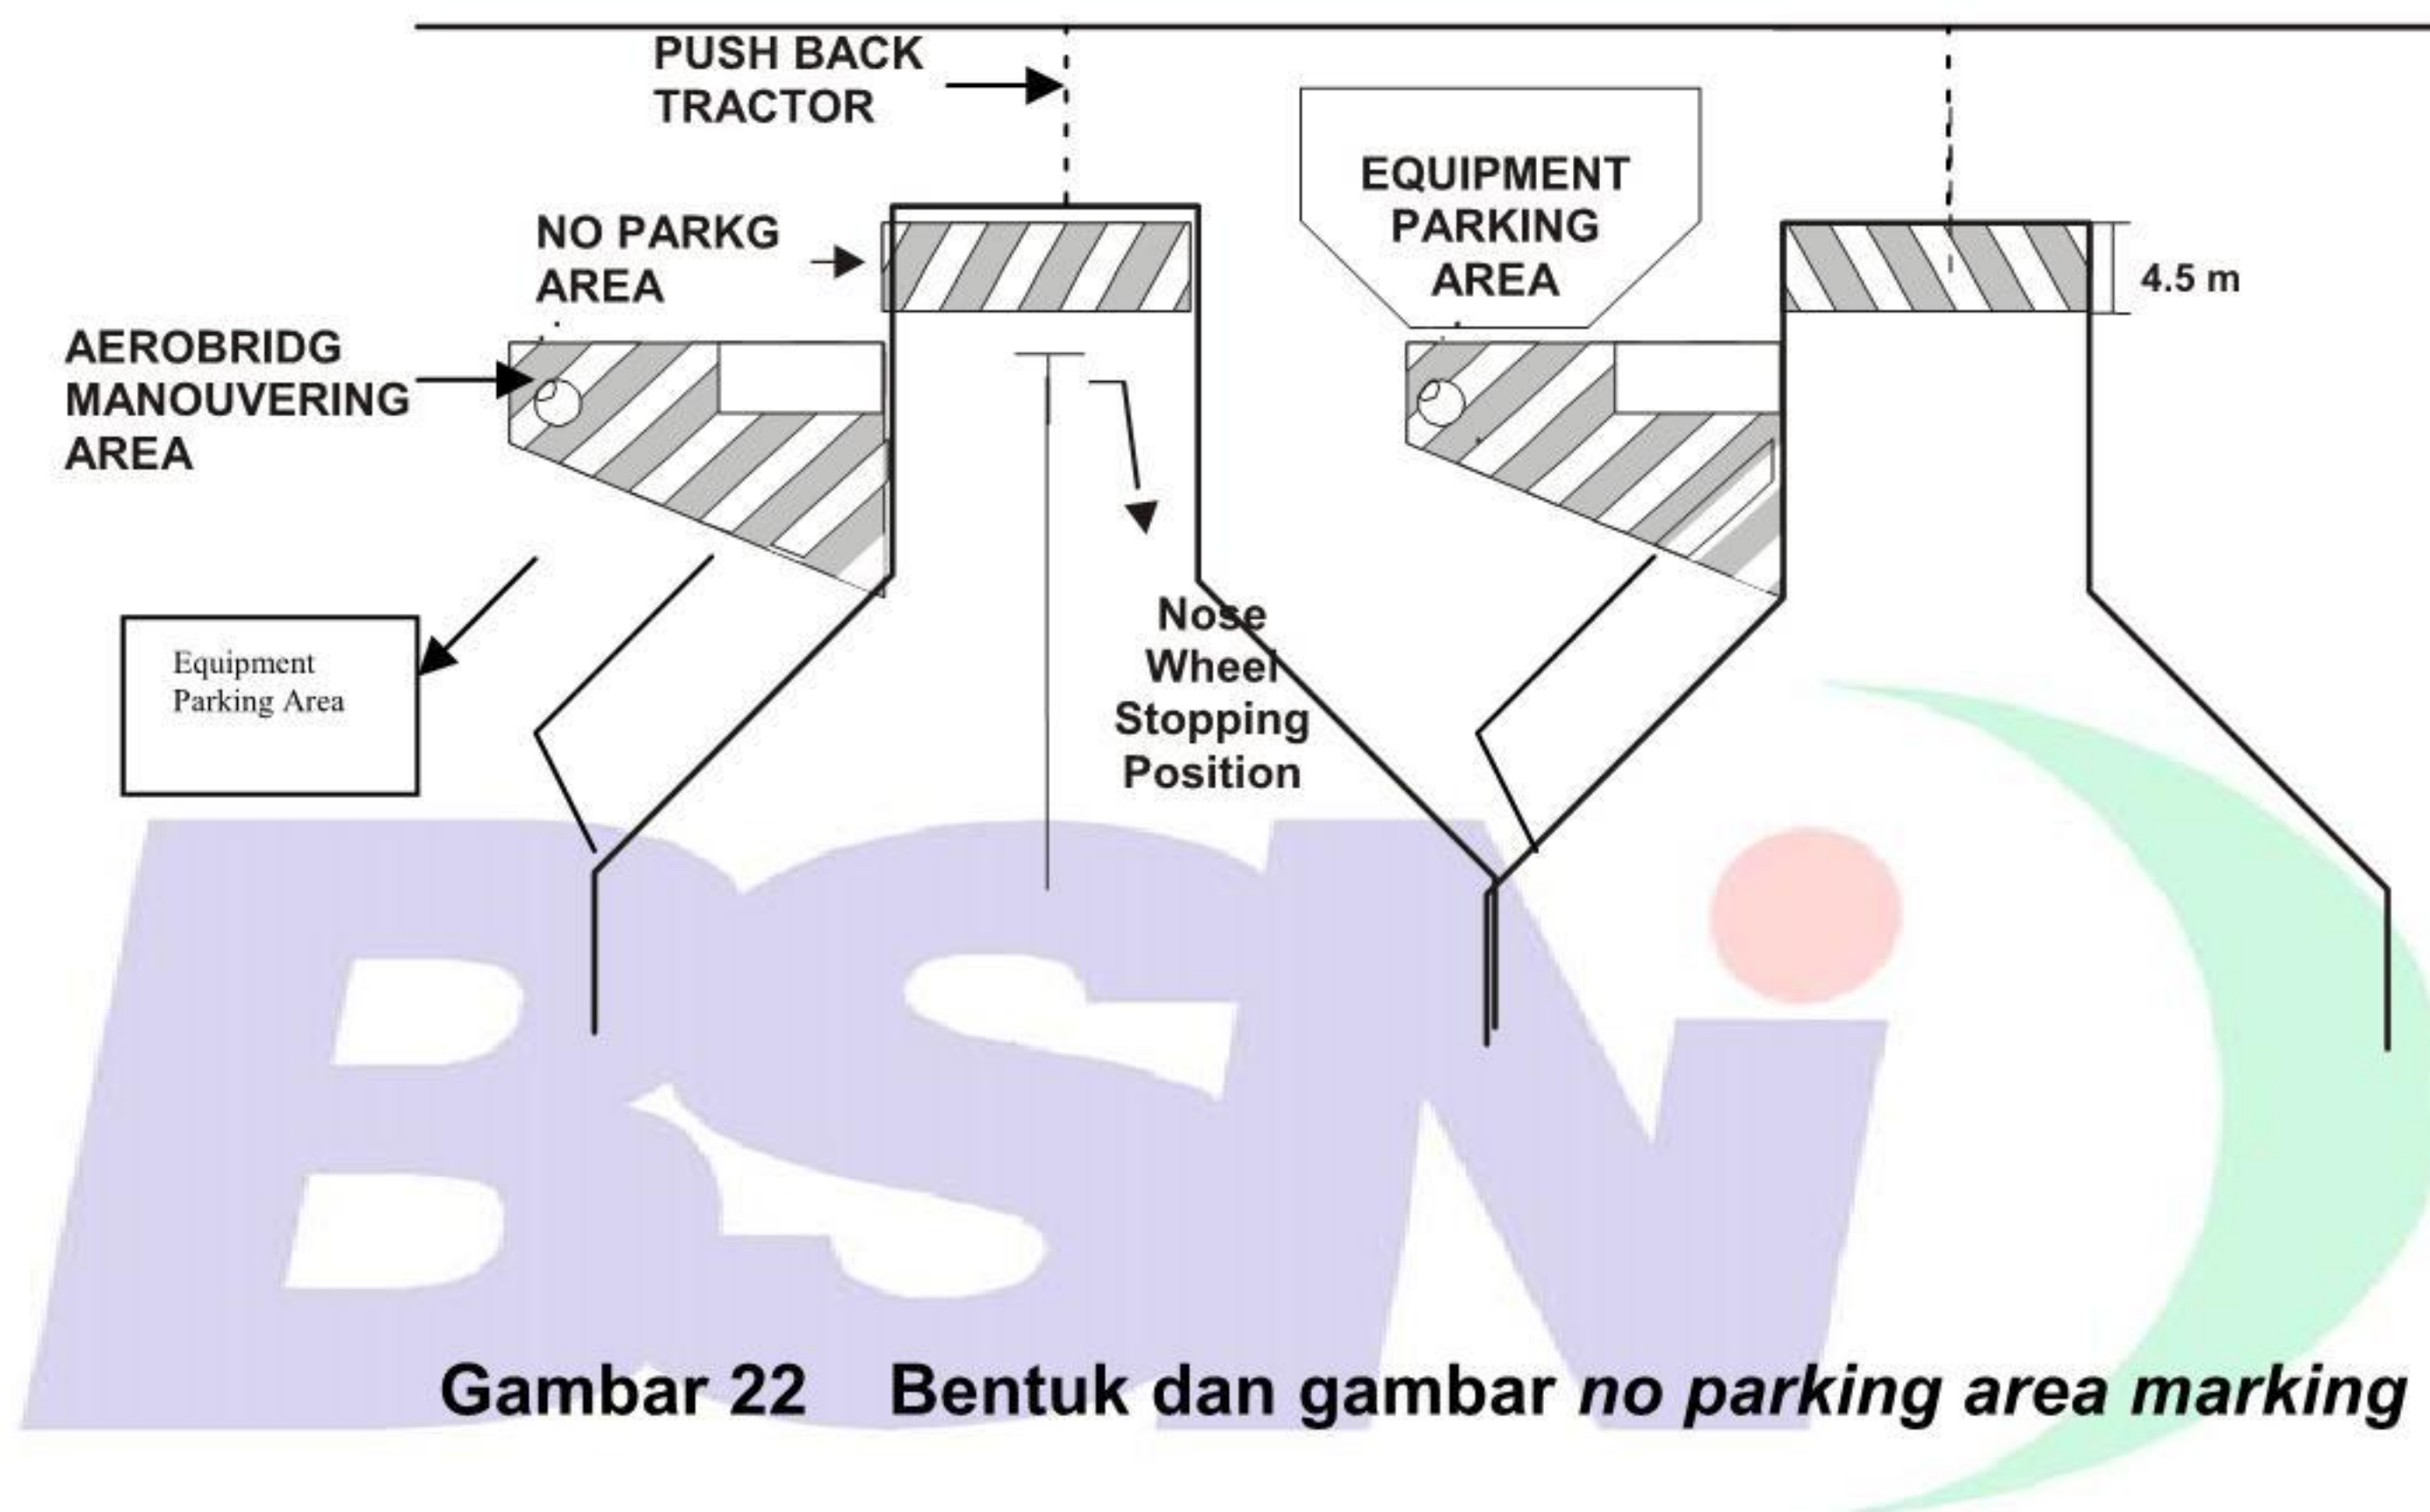 PUSH BACK
TRACTOR
EQUIPMENT
PARKING
AREA
NO PARKG
AREA
4.5 m
AEROBRIDG
MANOUVERING
AREA
Nose
Wheel
Stopping
Position
Equipment
Parking Area
BSNi
Gambar 22 Bentuk dan gambar no parking area marking